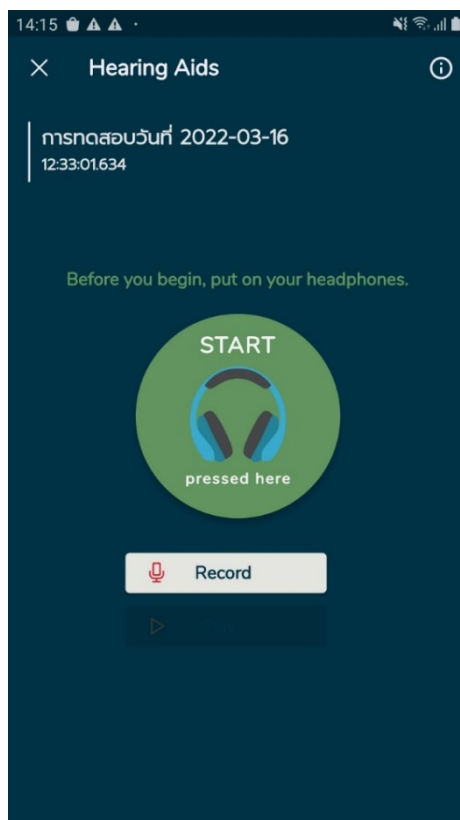 14:15
Hearing Aids
การทดสอบวันที่ 2022-03-16
12:33:01.634
Before you begin, put on your headphones.
START
pressed here
Record